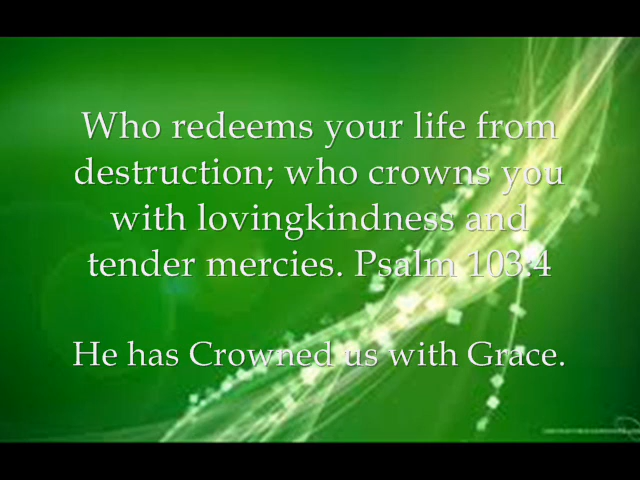 Who redeems your life from
destruction; who crowns you
with lovingkindness and
tender mercies. Psalm 103:4
He has Crowned us with Grace.